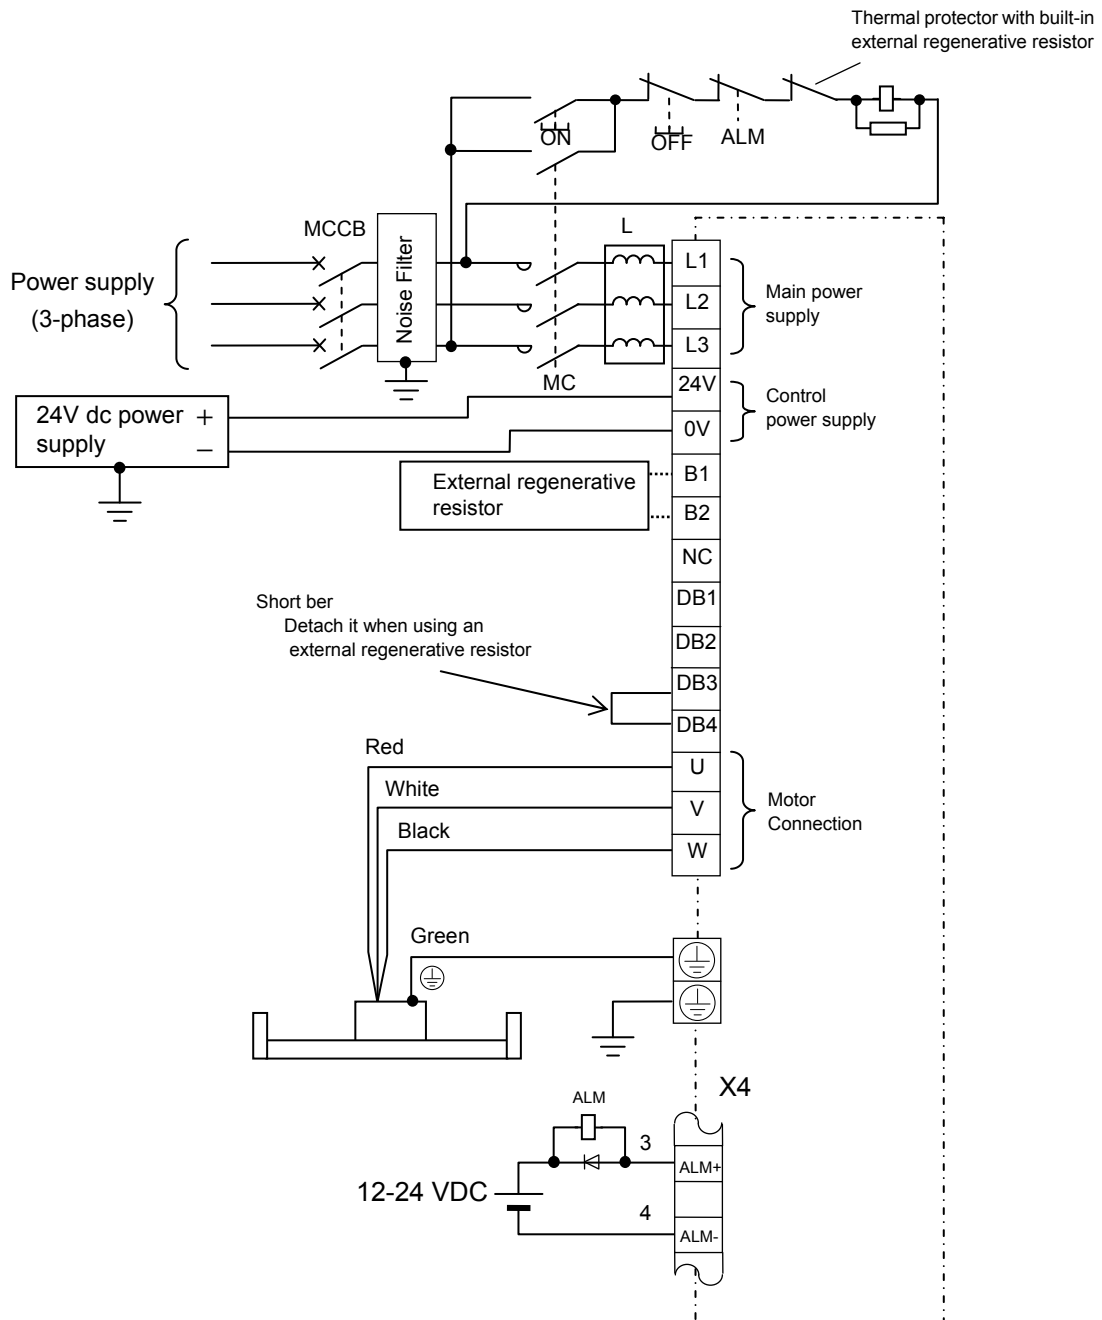 Thermal protector with built-in
external regenerative resistor
ON
OFF
ALM
MCCB
Noise Filter
L
Power supply
(3-phase)
L1
L2
L3
Main power
supply
MC
24V dc power
supply
+
−
24V
0V
Control
power supply
External regenerative
resistor
B1
B2
NC
DB1
DB2
DB3
DB4
Short ber
Detach it when using an
external regenerative resistor
Red
White
Black
U
V
W
Motor
Connection
Green
X4
ALM
3
ALM+
12-24 VDC
4
ALM-